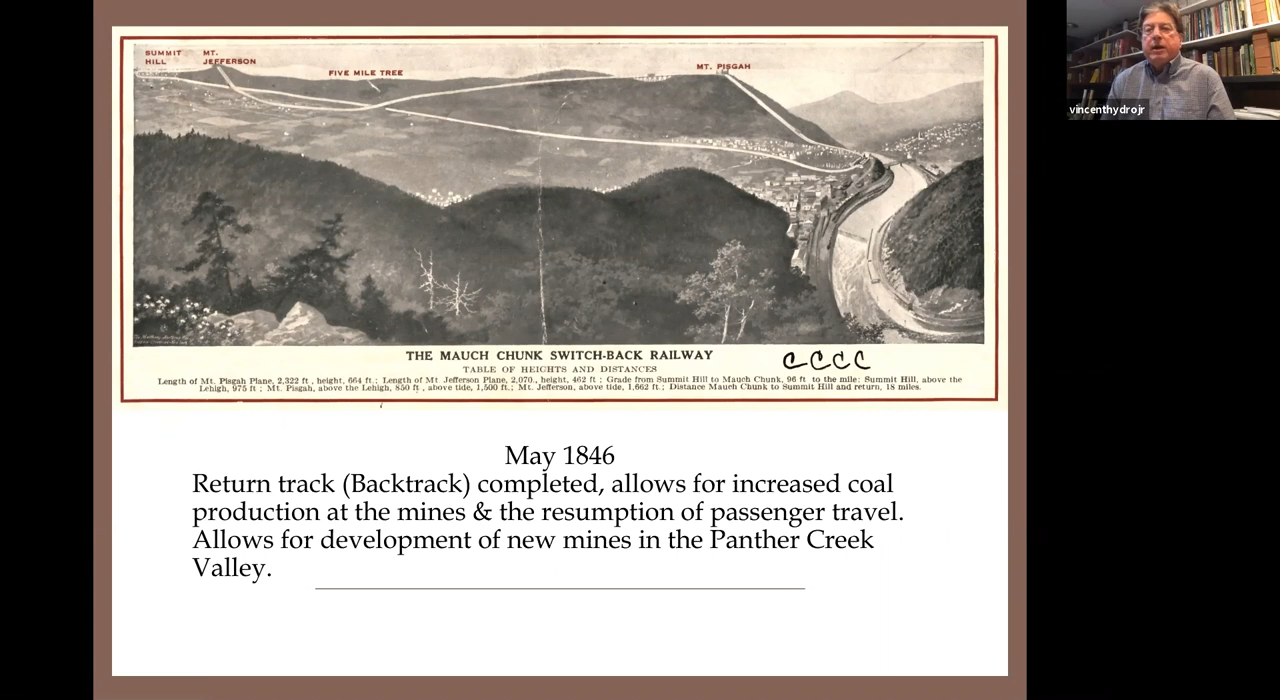 SUMMIT HILL
MT. JEFFERSON
FIVE MILE TREE
MT. PISGAH
THE MAUCH CHUNK SWITCH-BACK RAILWAY
CCCC
TABLE OF HEIGHTS AND DISTANCES
Length of Mt. Pisgah Plane, 2,322 ft , height, 664 ft.; Length of Mt. Jefferson Plane, 2,070., height, 462 ft ; Grade from Summit Hill to Mauch Chunk, 96 ft to the mile: Summit Hill, above the
Lehigh, 975 ft ; Mt. Pisgah, above the Lehigh, 850 ft , above tide, 1,500 ft.; Mt. Jefferson, above tide, 1,662 ft.; Distance Mauch Chunk to Summit Hill and return, 18 miles.
May 1846
Return track (Backtrack) completed, allows for increased coal
production at the mines & the resumption of passenger travel.
Allows for development of new mines in the Panther Creek
Valley.
vincenthydrojr